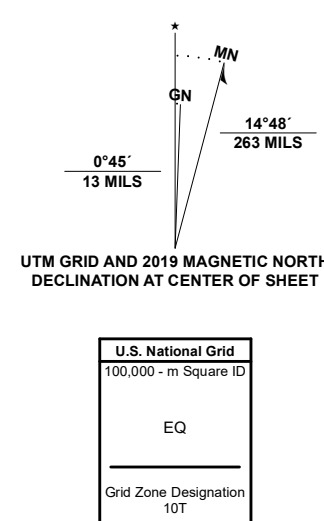 ★
MN
GN
14°48´
263 MILS
0°45´
13 MILS
UTM GRID AND 2019 MAGNETIC NORTH
DECLINATION AT CENTER OF SHEET
U.S. National Grid
100,000 - m Square ID
EQ
Grid Zone Designation
10T